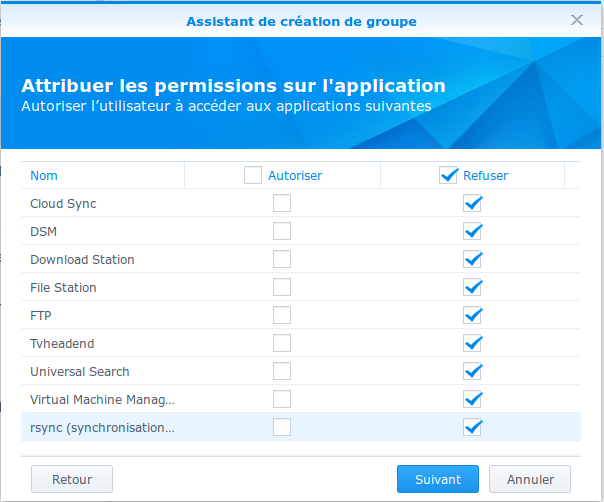 Assistant de création de groupe
Attribuer les permissions sur l'application
Autoriser l’utilisateur à accéder aux applications suivantes
Nom Autoriser Refuser
Cloud Sync
DSM
Download Station
File Station
FTP
Tvheadend
Universal Search
Virtual Machine Manag...
rsync (synchronisation...
Retour Suivant Annuler